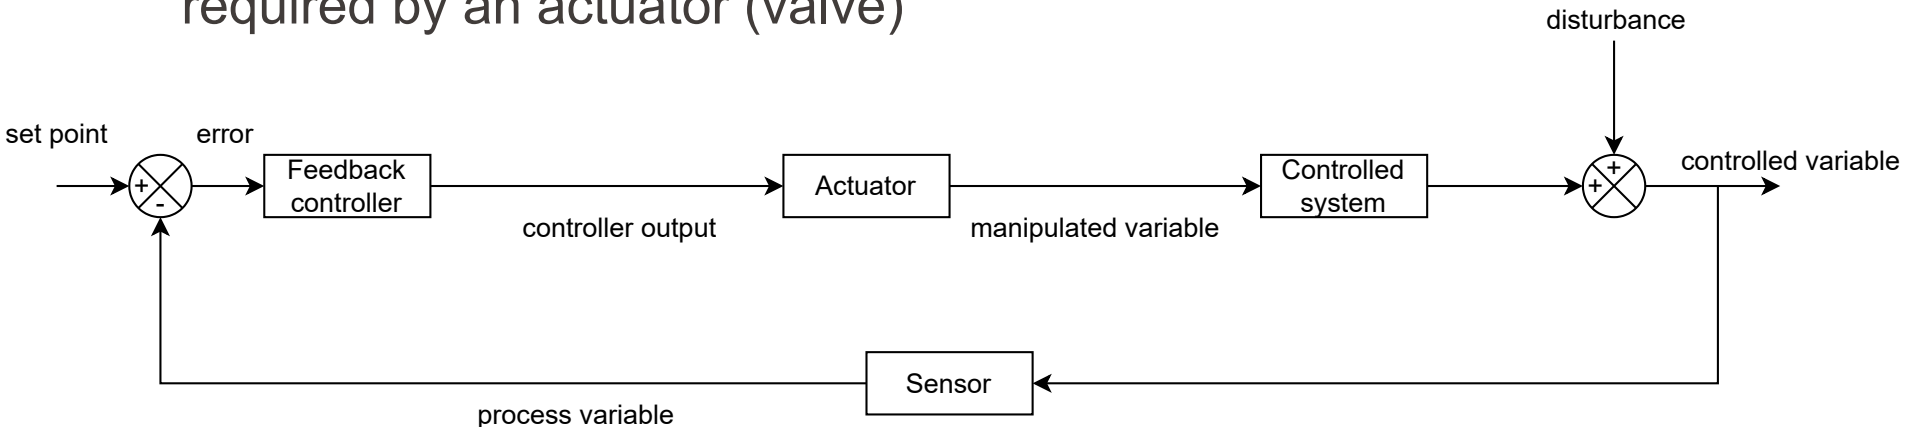 required by an actuator (valve)
disturbance
set point
error
controlled variable
Feedback
controller
Actuator
Controlled
system
+
-
+
+
controller output
manipulated variable
Sensor
process variable